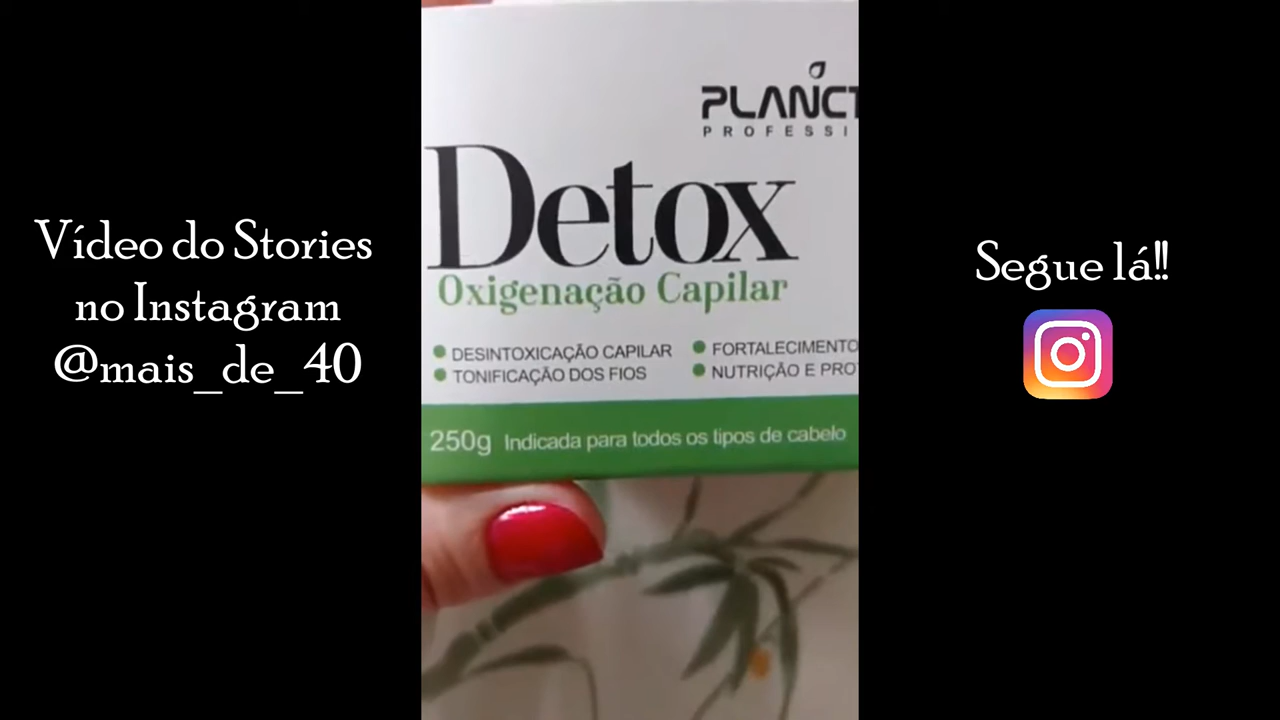 Vídeo do Stories
no Instagram
@mais_de_40
PLANCT
PROFESSI
Detox
Oxigenação Capilar
DESINTOXICAÇÃO CAPILAR
FORTALECIMENTO
TONIFICAÇÃO DOS FIOS
NUTRIÇÃO E PRO
250g Indicada para todos os tipos de cabelo
Segue lá!!